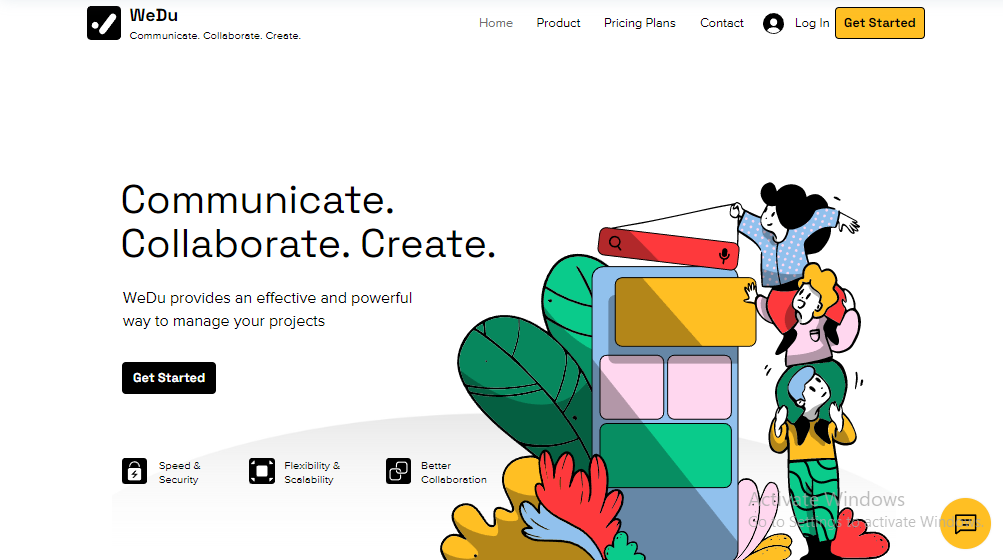 WeDu
Communicate. Collaborate. Create.
Home
Product
Pricing Plans
Contact
Log In
Get Started
Communicate.
Collaborate. Create.
WeDu provides an effective and powerful
way to manage your projects
Get Started
Speed &
Security
Flexibility &
Scalability
Better
Collaboration
Activate Windows
Go to Settings to activate Windows.